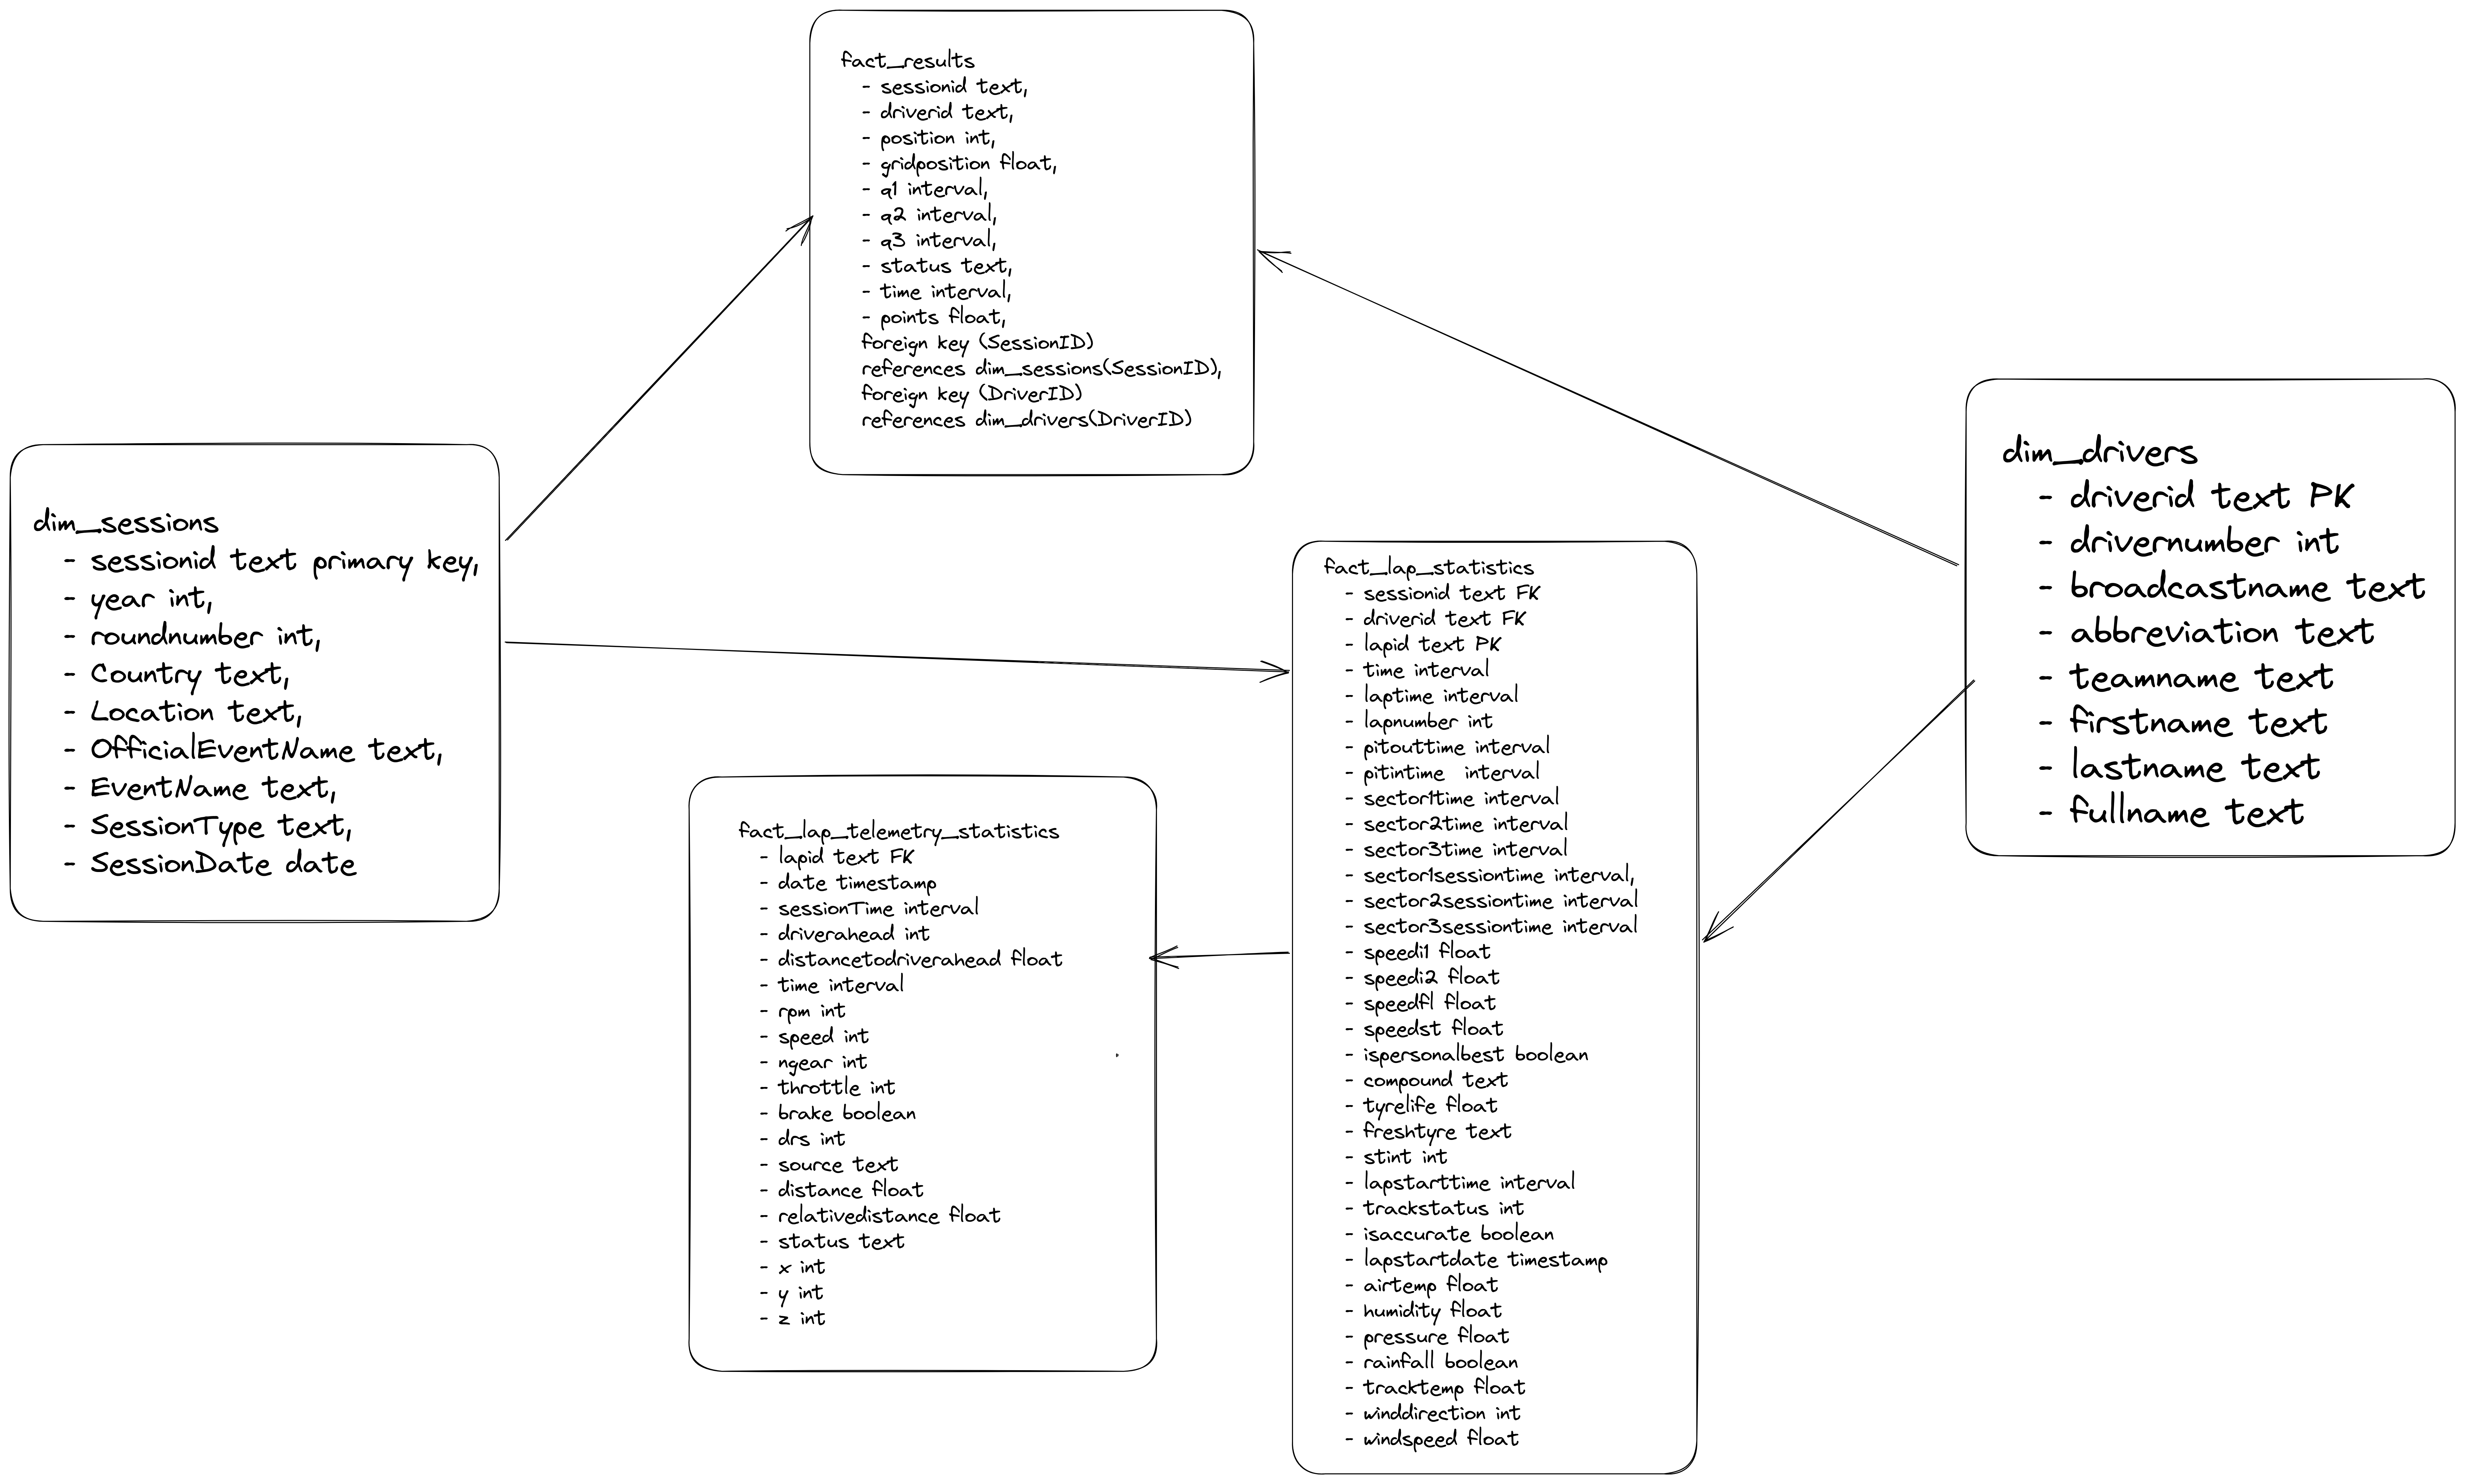 fact_results
- sessionid text,
- driverid text,
- position int,
- gridposition float,
- q1 interval,
- q2 interval,
- q3 interval,
- status text,
- time interval,
- points float,
foreign key (SessionID)
references dim_sessions(SessionID),
foreign key (DriverID)
references dim_drivers(DriverID)
dim_sessions
- sessionid text primary key,
- year int,
- roundnumber int,
- Country text,
- Location text,
- OfficialEventName text,
- EventName text,
- SessionType text,
- SessionDate date
dim_drivers
- driverid text PK
- drivernumber int
- broadcastname text
- abbreviation text
- teamname text
- firstname text
- lastname text
- fullname text
fact_lap_statistics
- sessionid text FK
- driverid text FK
- lapid text PK
- time interval
- laptime interval
- lapnumber int
- pitouttime interval
- pitintime  interval
- sector1time interval
- sector2time interval
- sector3time interval
- sector1sessiontime interval,
- sector2sessiontime interval
- sector3sessiontime interval
- speedi1 float
- speedi2 float
- speedfl float
- speedst float
- ispersonalbest boolean
- compound text
- tyrelife float
- freshtyre text
- stint int
- lapstarttime interval
- trackstatus int
- isaccurate boolean
- lapstartdate timestamp
- airtemp float
- humidity float
- pressure float
- rainfall boolean
- tracktemp float
- winddirection int
- windspeed float
fact_lap_telemetry_statistics
- lapid text FK
- date timestamp
- sessionTime interval
- driverahead int
- distancetodriverahead float
- time interval
- rpm int
- speed int
- ngear int
- throttle int
- brake boolean
- drs int
- source text
- distance float
- relativedistance float
- status text
- x int
- y int
- z int